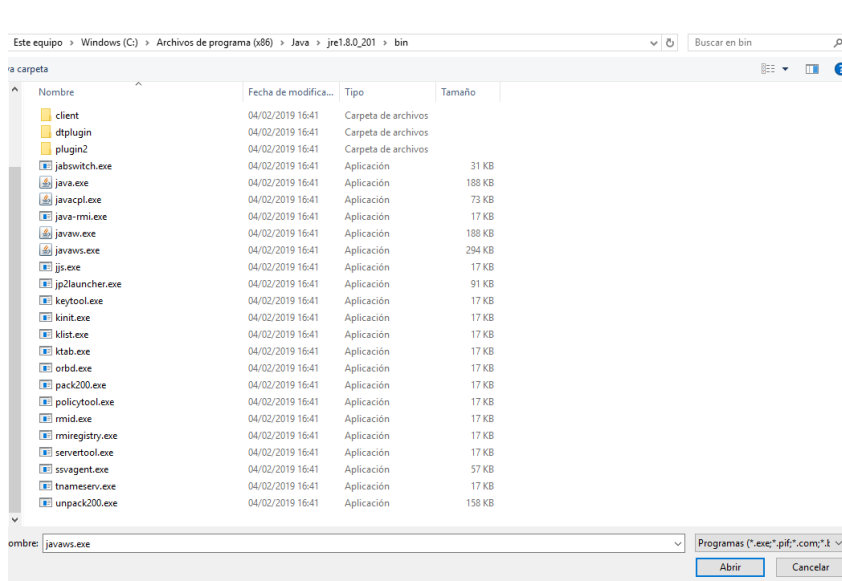 Este equipo > Windows (C:) > Archivos de programa (x86) > Java > jre1.8.0_201 > bin Buscar en bin
va carpeta
Nombre Fecha de modifica... Tipo Tamaño
client 04/02/2019 16:41 Carpeta de archivos
dtplugin 04/02/2019 16:41 Carpeta de archivos
plugin2 04/02/2019 16:41 Carpeta de archivos
jabswitch.exe 04/02/2019 16:41 Aplicación 31 KB
java.exe 04/02/2019 16:41 Aplicación 188 KB
javacpl.exe 04/02/2019 16:41 Aplicación 73 KB
java-rmi.exe 04/02/2019 16:41 Aplicación 17 KB
javaw.exe 04/02/2019 16:41 Aplicación 188 KB
javaws.exe 04/02/2019 16:41 Aplicación 294 KB
jjs.exe 04/02/2019 16:41 Aplicación 17 KB
jp2launcher.exe 04/02/2019 16:41 Aplicación 91 KB
keytool.exe 04/02/2019 16:41 Aplicación 17 KB
kinit.exe 04/02/2019 16:41 Aplicación 17 KB
klist.exe 04/02/2019 16:41 Aplicación 17 KB
ktab.exe 04/02/2019 16:41 Aplicación 17 KB
orbd.exe 04/02/2019 16:41 Aplicación 17 KB
pack200.exe 04/02/2019 16:41 Aplicación 17 KB
policytool.exe 04/02/2019 16:41 Aplicación 17 KB
rmid.exe 04/02/2019 16:41 Aplicación 17 KB
rmiregistry.exe 04/02/2019 16:41 Aplicación 17 KB
servertool.exe 04/02/2019 16:41 Aplicación 17 KB
ssvagent.exe 04/02/2019 16:41 Aplicación 57 KB
tnameserv.exe 04/02/2019 16:41 Aplicación 17 KB
unpack200.exe 04/02/2019 16:41 Aplicación 158 KB
ombre: javaws.exe Programas (*.exe;*.pif;*.com;*.b
Abrir Cancelar